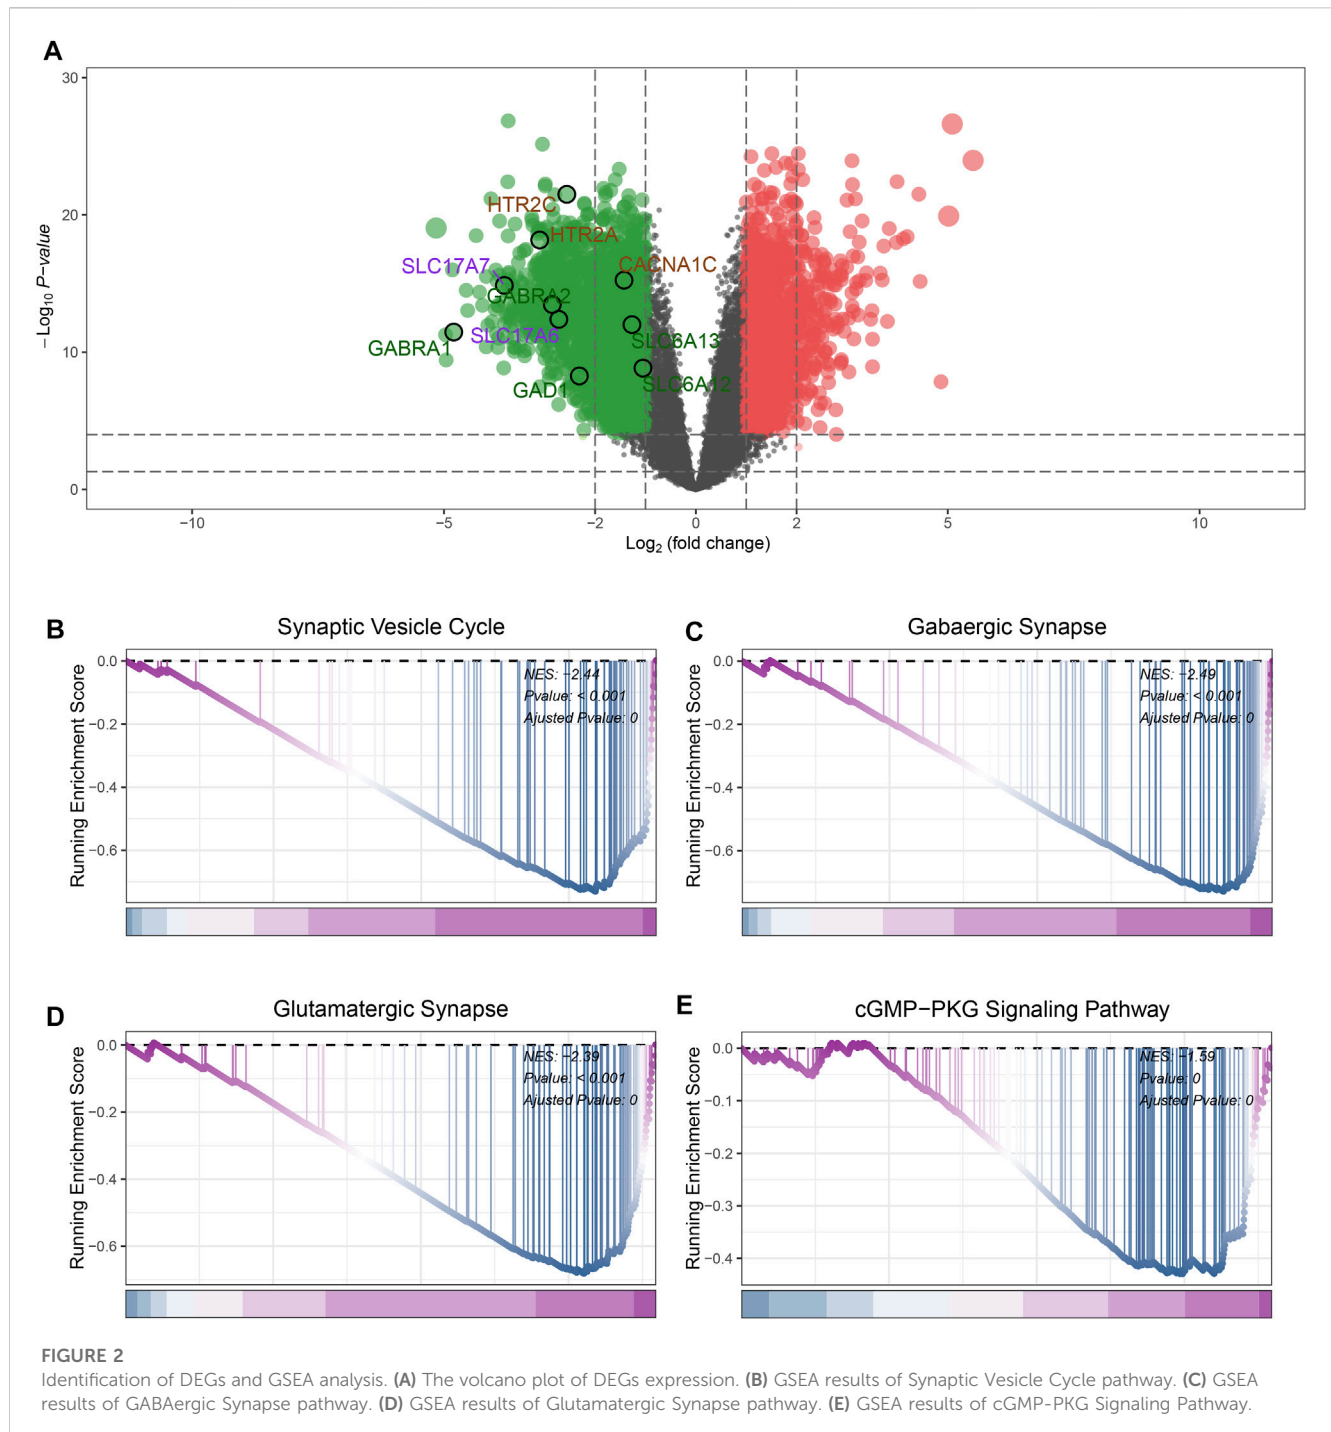 A
30
20
10
0
−Log10 P-value
HTR2C
HTR2A
SLC17A7
CACNA1C
GABRA2
SLC17A6
SLC6A13
GABRA1
GAD1
SLC6A12
−10
−5
−2
0
2
5
10
Log2 (fold change)
B
Synaptic Vesicle Cycle
Running Enrichment Score
0.0
−0.2
−0.4
−0.6
NES: −2.44
Pvalue: < 0.001
Ajusted Pvalue: 0
C
Gabaergic Synapse
Running Enrichment Score
0.0
−0.2
−0.4
−0.6
NES: −2.49
Pvalue: < 0.001
Ajusted Pvalue: 0
D
Glutamatergic Synapse
Running Enrichment Score
0.0
−0.2
−0.4
−0.6
NES: −2.39
Pvalue: < 0.001
Ajusted Pvalue: 0
E
cGMP−PKG Signaling Pathway
Running Enrichment Score
0.0
−0.1
−0.2
−0.3
−0.4
NES: −1.59
Pvalue: 0
Ajusted Pvalue: 0
FIGURE 2
Identification of DEGs and GSEA analysis. (A) The volcano plot of DEGs expression. (B) GSEA results of Synaptic Vesicle Cycle pathway. (C) GSEA
results of GABAergic Synapse pathway. (D) GSEA results of Glutamatergic Synapse pathway. (E) GSEA results of cGMP-PKG Signaling Pathway.